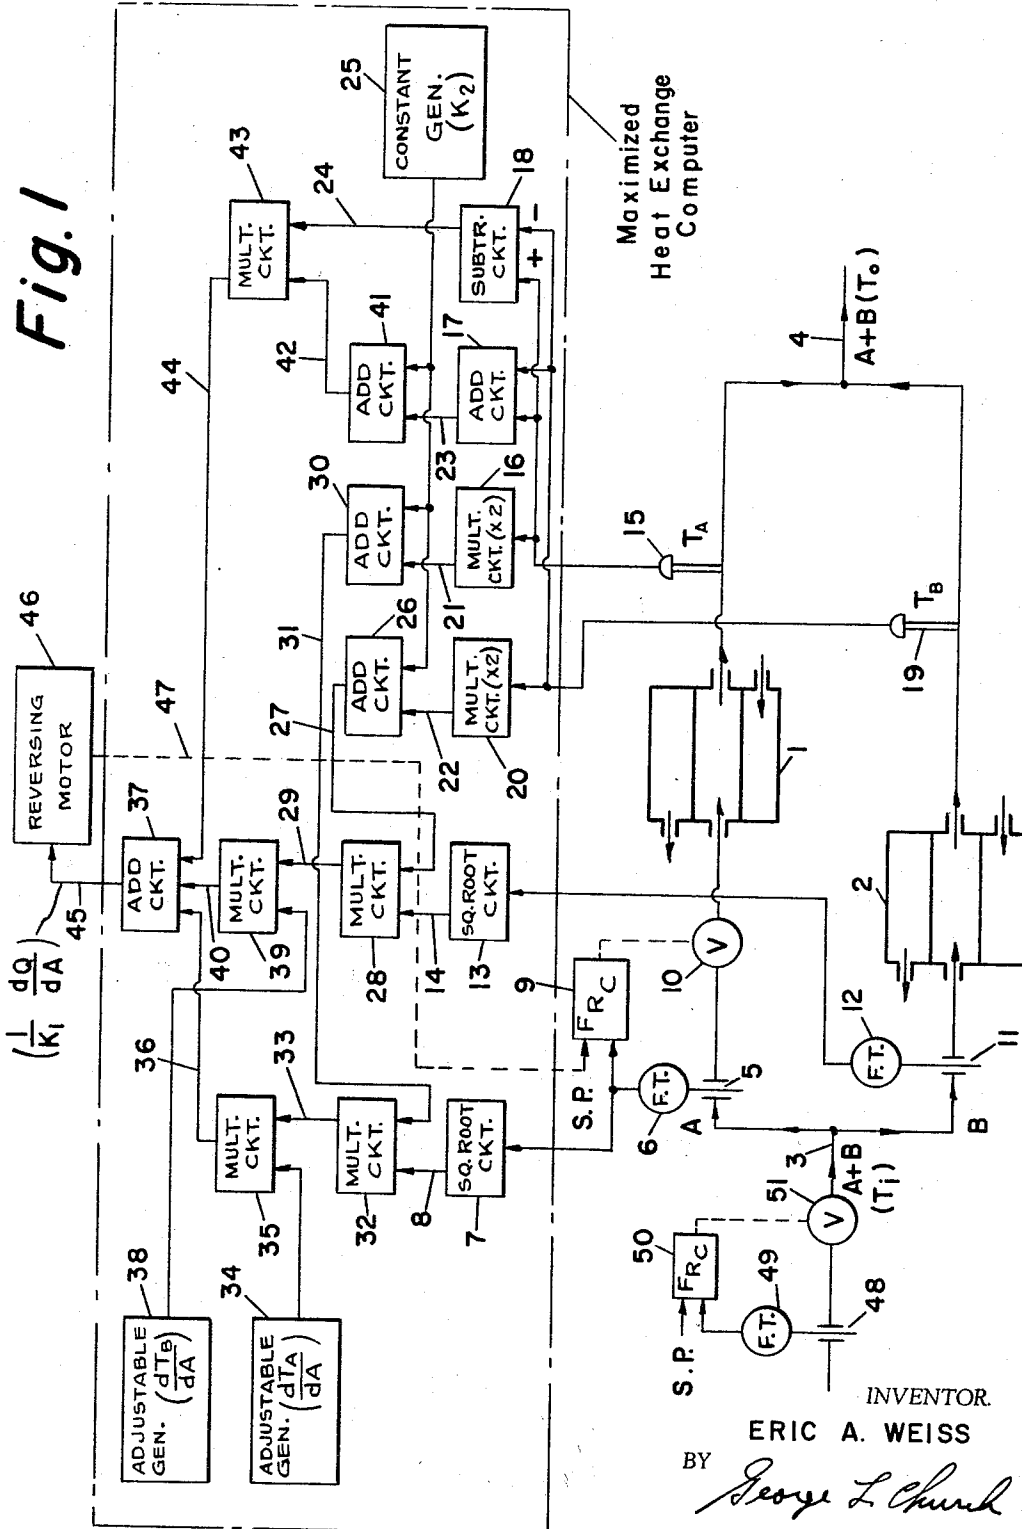 Fig. 1
46
REVERSING
MOTOR
47
45
(1/K₁ dQ/dA)
37
ADD
CKT.
44
36
40
MULT.
CKT.
39
29
31
27
MULT.
CKT.
43
24
42
38
ADJUSTABLE
GEN. (dT_B/dA)
34
ADJUSTABLE
GEN. (dT_A/dA)
MULT.
CKT.
35
33
MULT.
CKT.
32
8
SQ. ROOT
CKT.
7
MULT.
CKT.
28
14
SQ. ROOT
CKT.
13
26
ADD
CKT.
22
MULT.
CKT. (X2)
20
30
ADD
CKT.
21
16
MULT.
CKT. (X2)
41
ADD
CKT.
23
17
ADD
CKT.
18
SUBTR.
CKT.
+
-
25
CONSTANT
GEN.
(K₂)
Maximized
Heat Exchange
Computer
S.P.
9
FRC
10
V
6
F.T.
5
A
1
15
T_A
4
A+B (T₀)
50
FRC
S.P.
49
F.T.
48
51
V
3
A+B
(Tᵢ)
B
12
F.T.
11
2
19
T_B
INVENTOR.
ERIC A. WEISS
BY
George L. Church